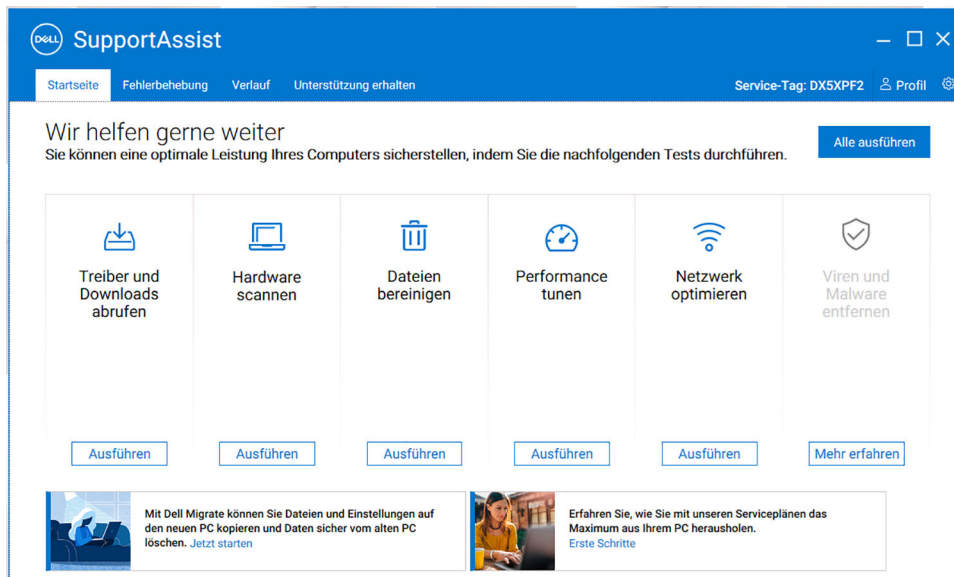 DELL SupportAssist
Startseite Fehlerbehebung Verlauf Unterstützung erhalten Service-Tag: DX5XPF2 Profil
Wir helfen gerne weiter
Sie können eine optimale Leistung Ihres Computers sicherstellen, indem Sie die nachfolgenden Tests durchführen.
Alle ausführen
Treiber und
Downloads
abrufen
Ausführen
Hardware
scannen
Ausführen
Dateien
bereinigen
Ausführen
Performance
tunen
Ausführen
Netzwerk
optimieren
Ausführen
Viren und
Malware
entfernen
Mehr erfahren
Mit Dell Migrate können Sie Dateien und Einstellungen auf
den neuen PC kopieren und Daten sicher vom alten PC
löschen. Jetzt starten
Erfahren Sie, wie Sie mit unseren Serviceplänen das
Maximum aus Ihrem PC herausholen.
Erste Schritte